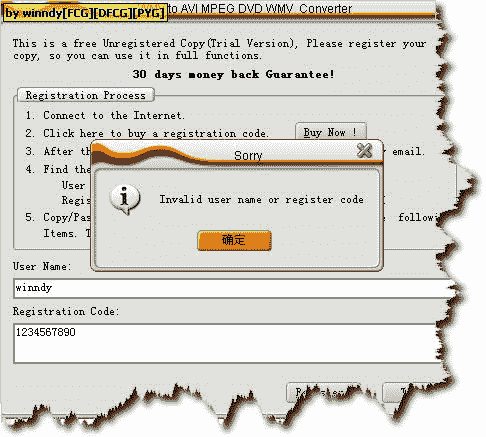 by winndy[FCG][DFCG][PYG]
to AVI MPEG DVD WMV Converter
This is a free Unregistered Copy(Trial Version), Please register your
copy, so you can use it in full functions.
30 days money back Guarantee!
Registration Process
1. Connect to the Internet.
2. Click here to buy a registration code.
Buy Now !
3. After th
email.
4. Find the
User
Regis
5. Copy/Pas
followi
Items. T
Sorry
Invalid user name or register code
确定
User Name:
winndy
Registration Code:
1234567890